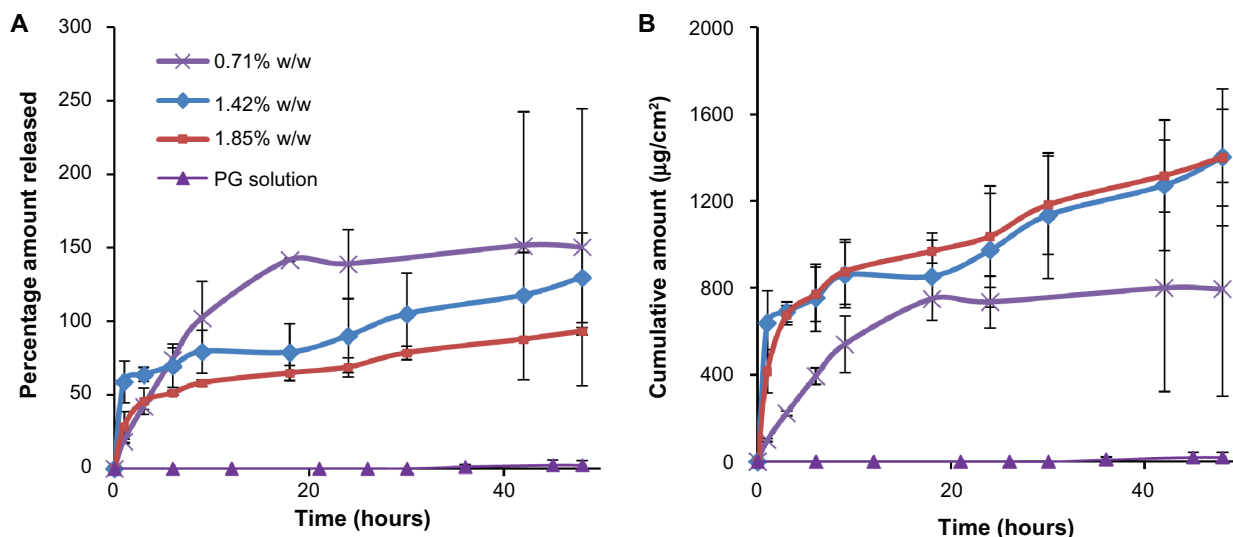 A
Percentage amount released
300
250
200
150
100
50
0
0
20
40
Time (hours)
0.71% w/w
1.42% w/w
1.85% w/w
PG solution
B
Cumulative amount (µg/cm²)
2000
1600
1200
800
400
0
0
20
40
Time (hours)